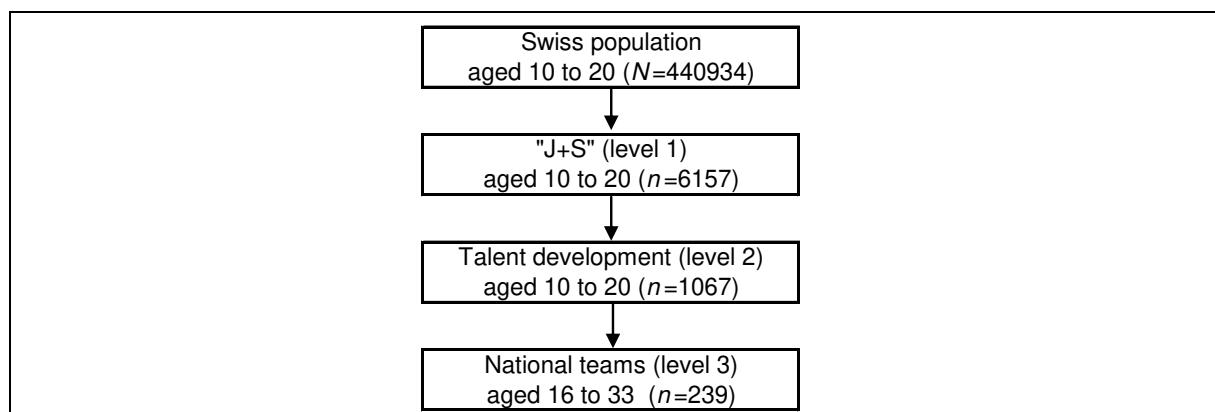 Swiss population
aged 10 to 20 (N=440934)
"J+S" (level 1)
aged 10 to 20 (n=6157)
Talent development (level 2)
aged 10 to 20 (n=1067)
National teams (level 3)
aged 16 to 33 (n=239)